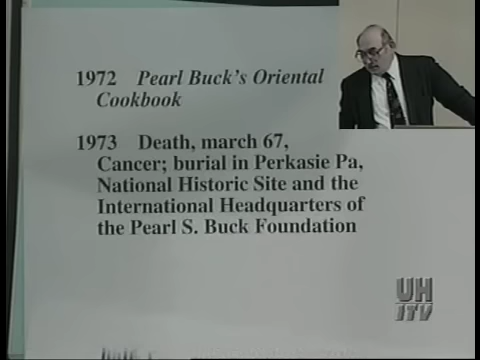 1972 Pearl Buck's Oriental
Cookbook
1973 Death, march 67,
Cancer; burial in Perkasie Pa,
National Historic Site and the
International Headquarters of
the Pearl S. Buck Foundation
UH
ITV